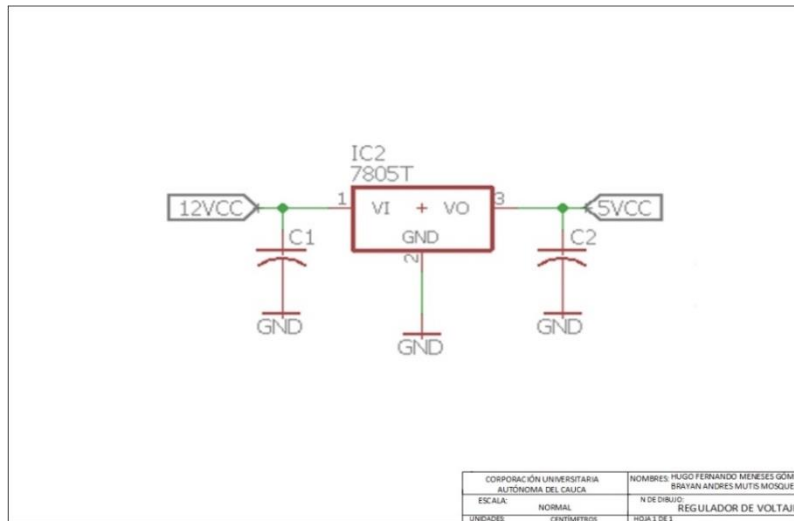 IC2
7805T
12VCC
1
VI + VO
3
5VCC
GND
2
C1
C2
GND
GND
GND
CORPORACIÓN UNIVERSITARIA
AUTÓNOMA DEL CAUCA
NOMBRES: HUGO FERNANDO MENESES
BRAYAN ANDRES MUTIS
ESCALA:
NORMAL
N DE DIBUJO:
REGULADOR DE
UNIDADES:
CENTÍMETROS
HOJA 1 DE 1